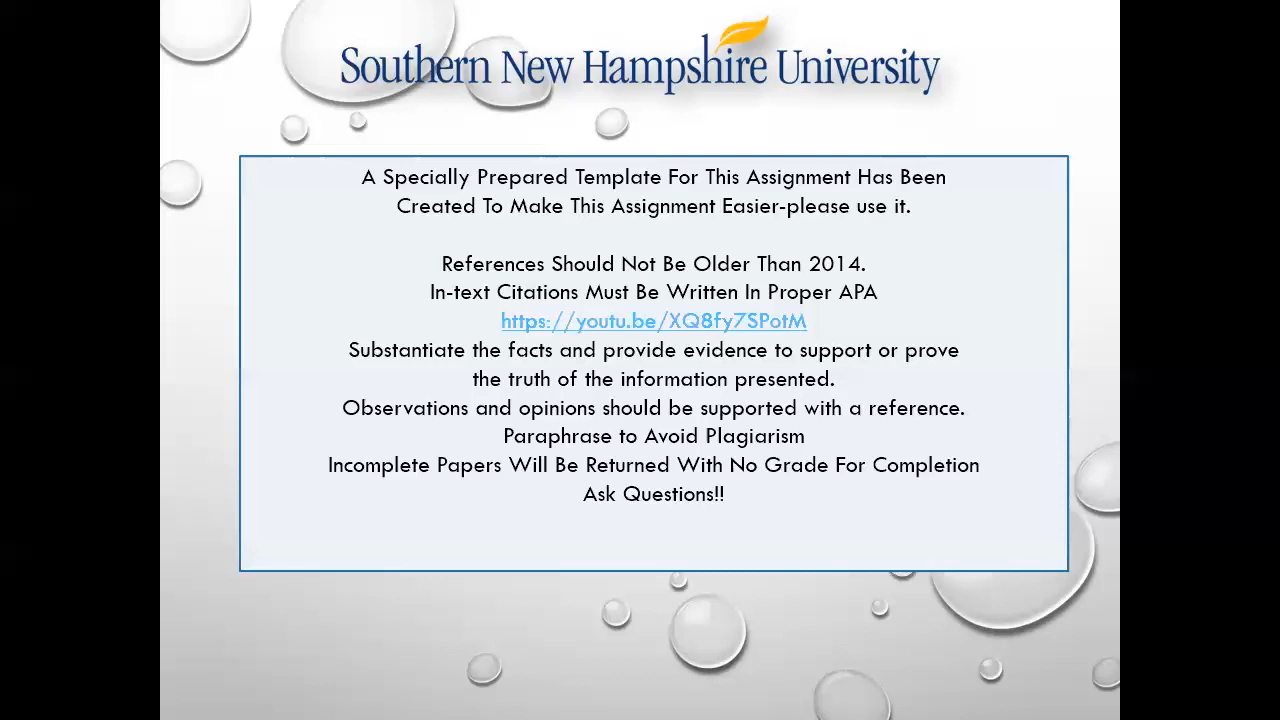 Southern New Hampshire University
A Specially Prepared Template For This Assignment Has Been
Created To Make This Assignment Easier-please use it.
References Should Not Be Older Than 2014.
In-text Citations Must Be Written In Proper APA
https://youtu.be/XQ8fy7SPotM
Substantiate the facts and provide evidence to support or prove
the truth of the information presented.
Observations and opinions should be supported with a reference.
Paraphrase to Avoid Plagiarism
Incomplete Papers Will Be Returned With No Grade For Completion
Ask Questions!!